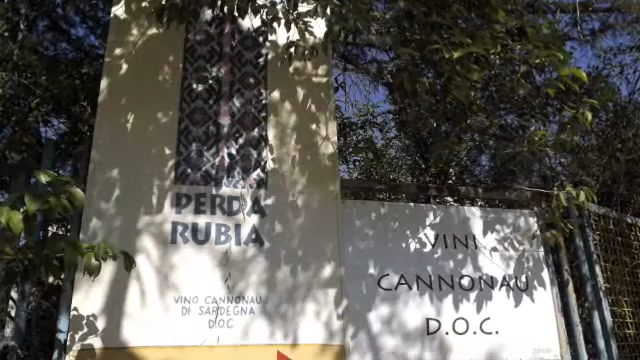 PERDA
RUBIA
VINO CANNONAU
DI SARDEGNA
D.O.C.
VINI
CANNONAU
D.O.C.